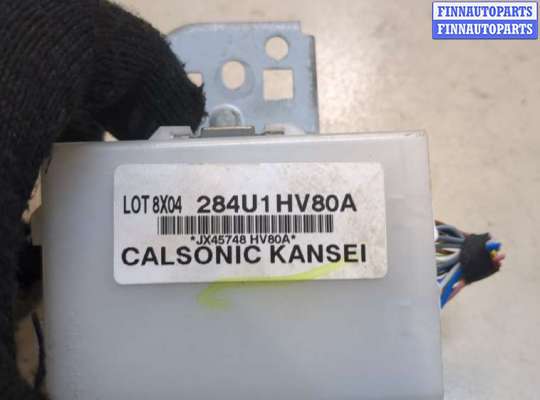 FINNAUTOPARTS
FINNAUTOPARTS
LOT 8X04 284U1HV80A
*JX45748 HV80A*
CALSONIC KANSEI